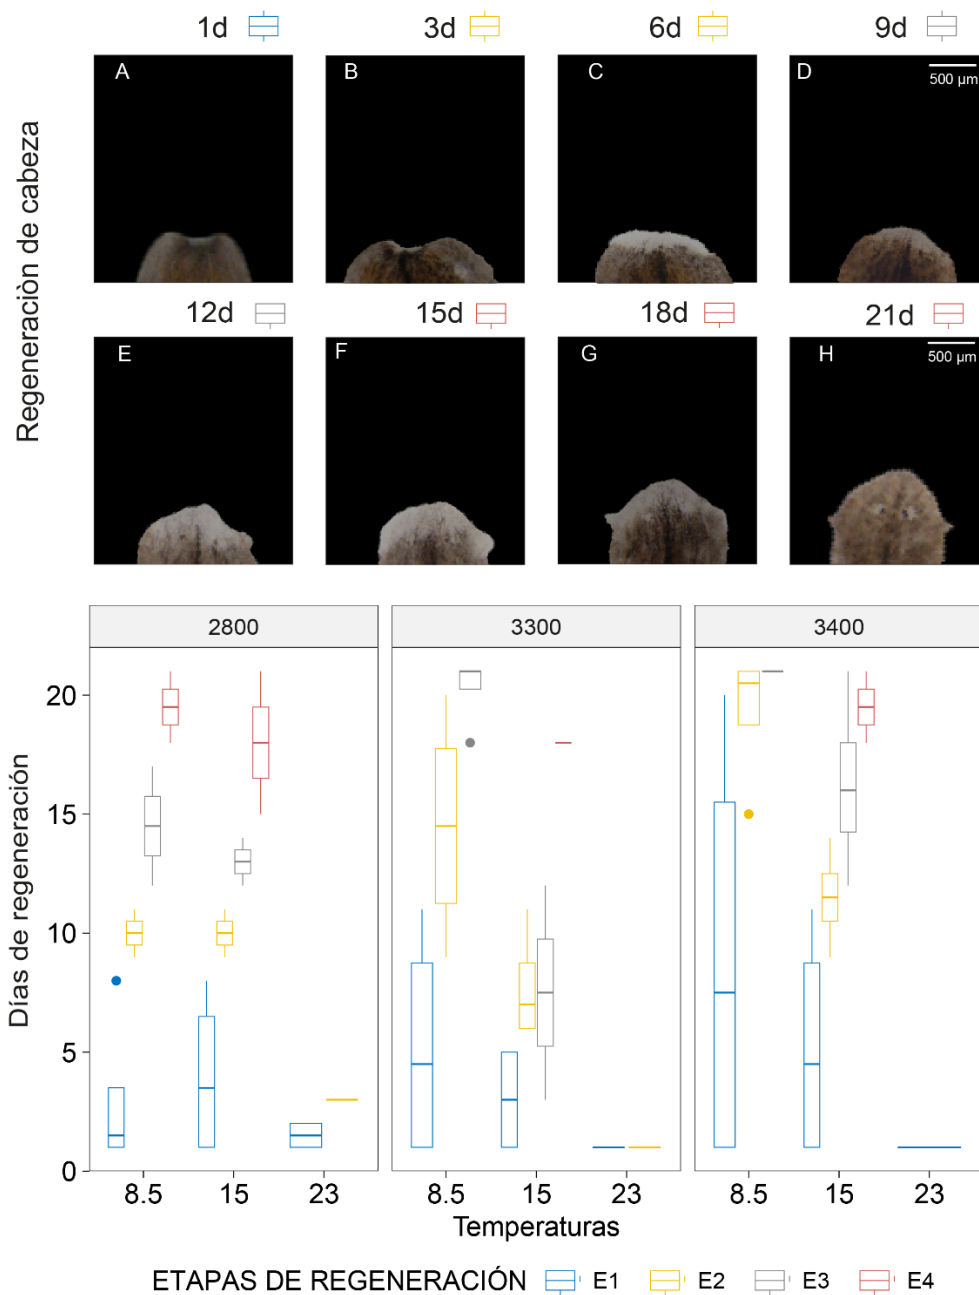 1d
3d
6d
9d
Regeneraciòn de cabeza
A
B
C
D
500 µm
12d
15d
18d
21d
E
F
G
H
500 µm
2800
3300
3400
Días de regeneración
20
15
10
5
0
8.5
15
23
8.5
15
23
8.5
15
23
Temperaturas
ETAPAS DE REGENERACIÓN
E1
E2
E3
E4